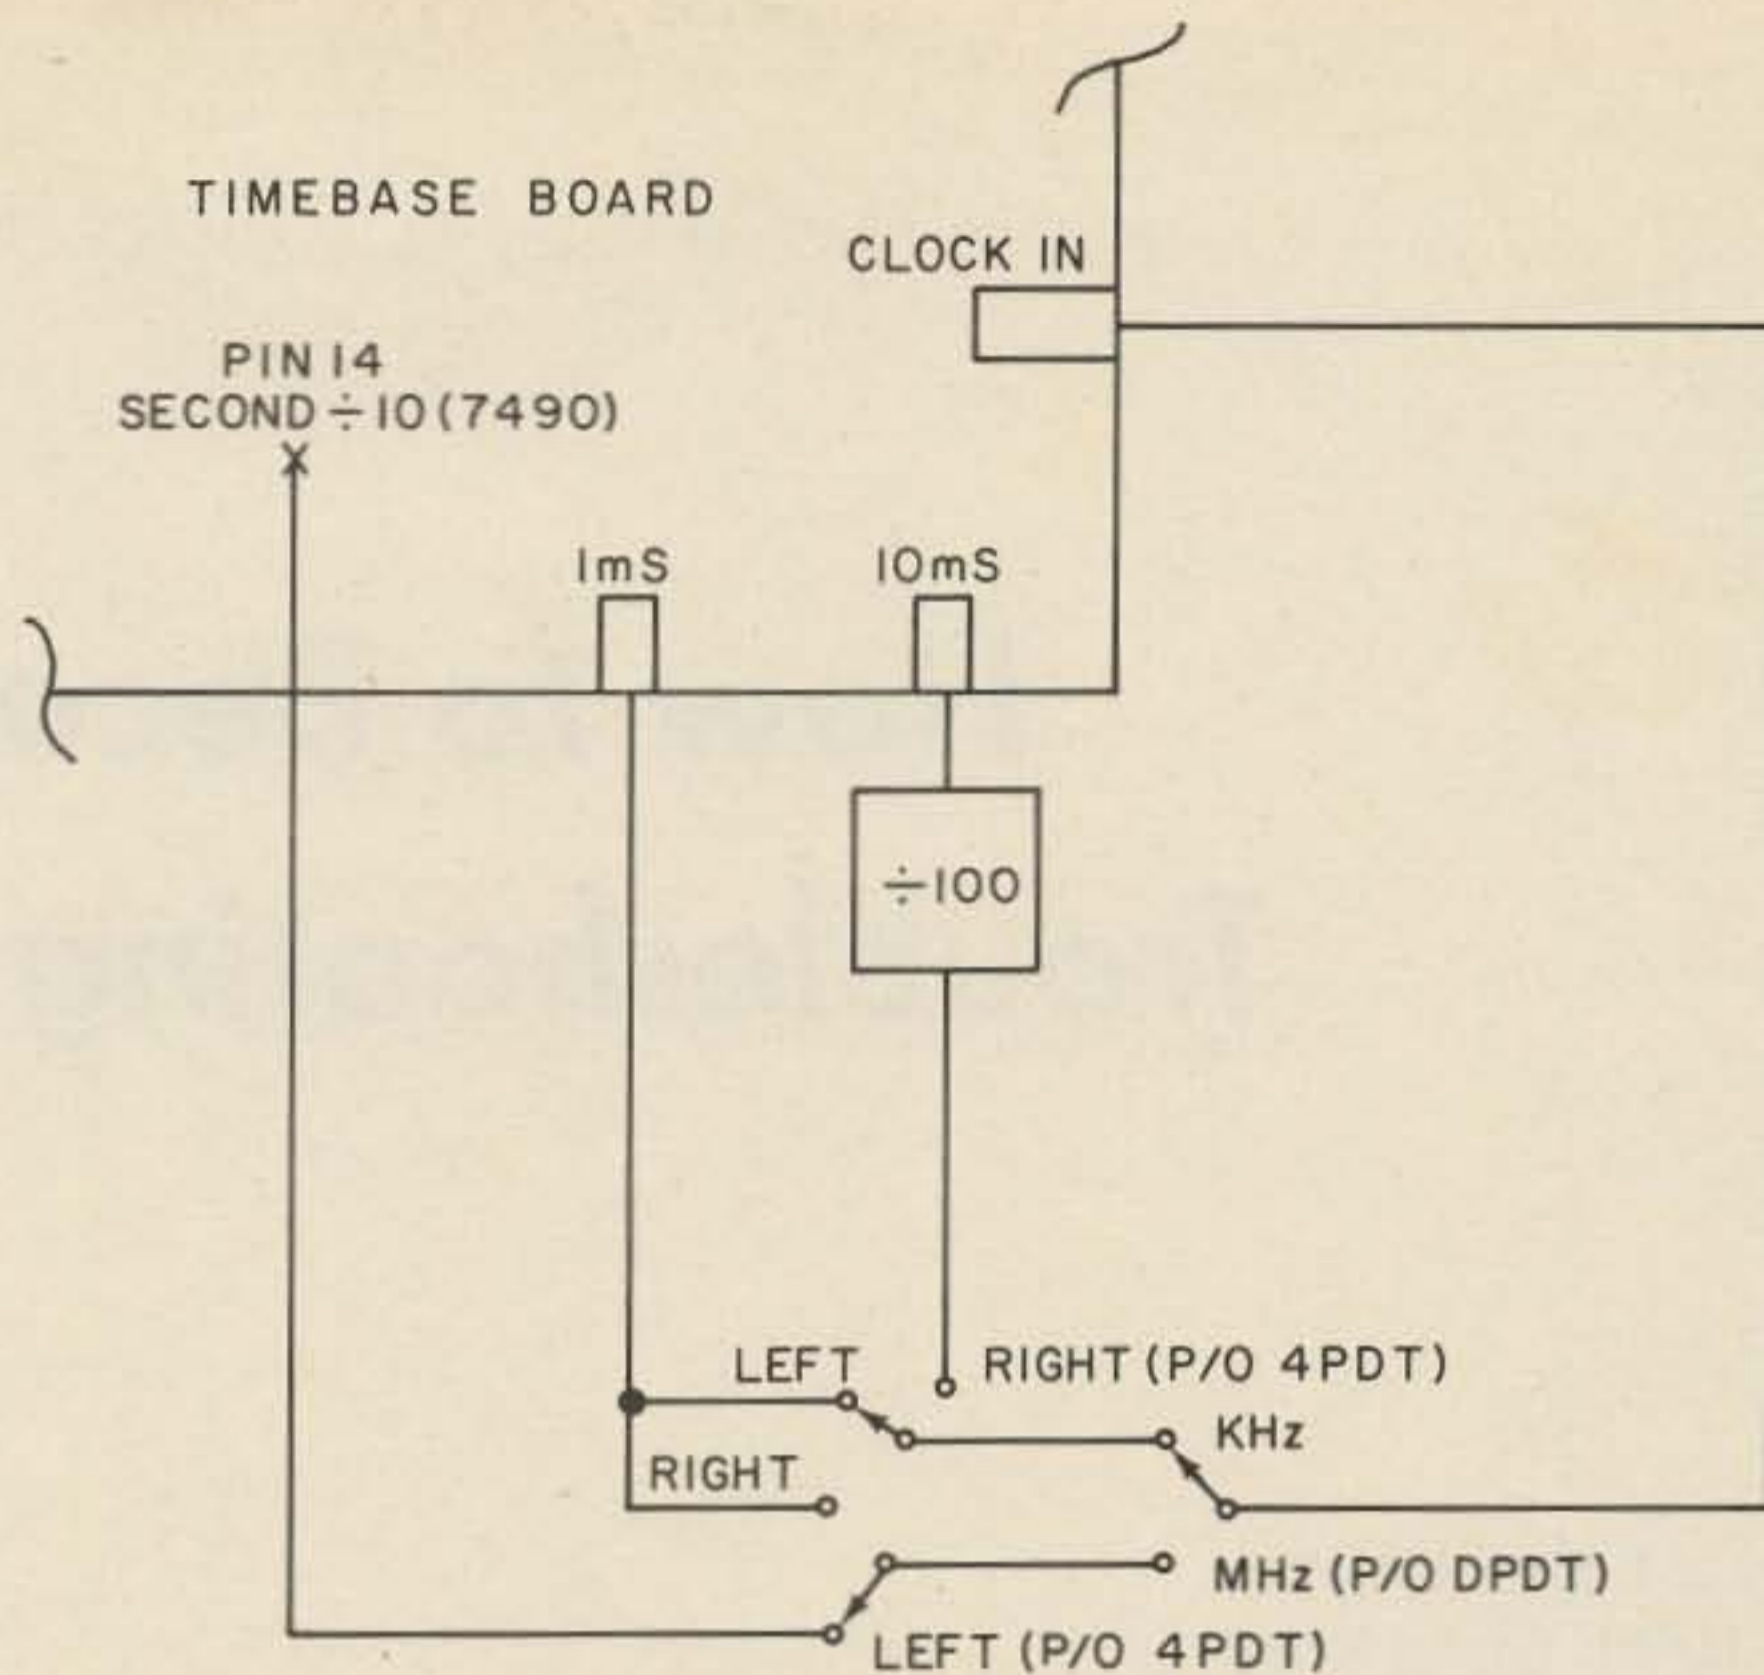 TIMEBASE BOARD
CLOCK IN
PIN 14
SECOND ÷10 (7490)
1mS
10mS
÷100
LEFT
RIGHT (P/O 4PDT)
KHz
RIGHT
MHz (P/O DPDT)
LEFT (P/O 4PDT)